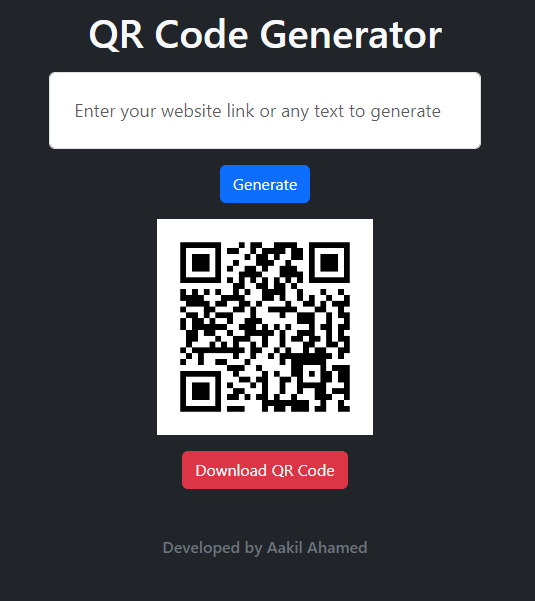 QR Code Generator
Enter your website link or any text to generate
Generate
Download QR Code
Developed by Aakil Ahamed